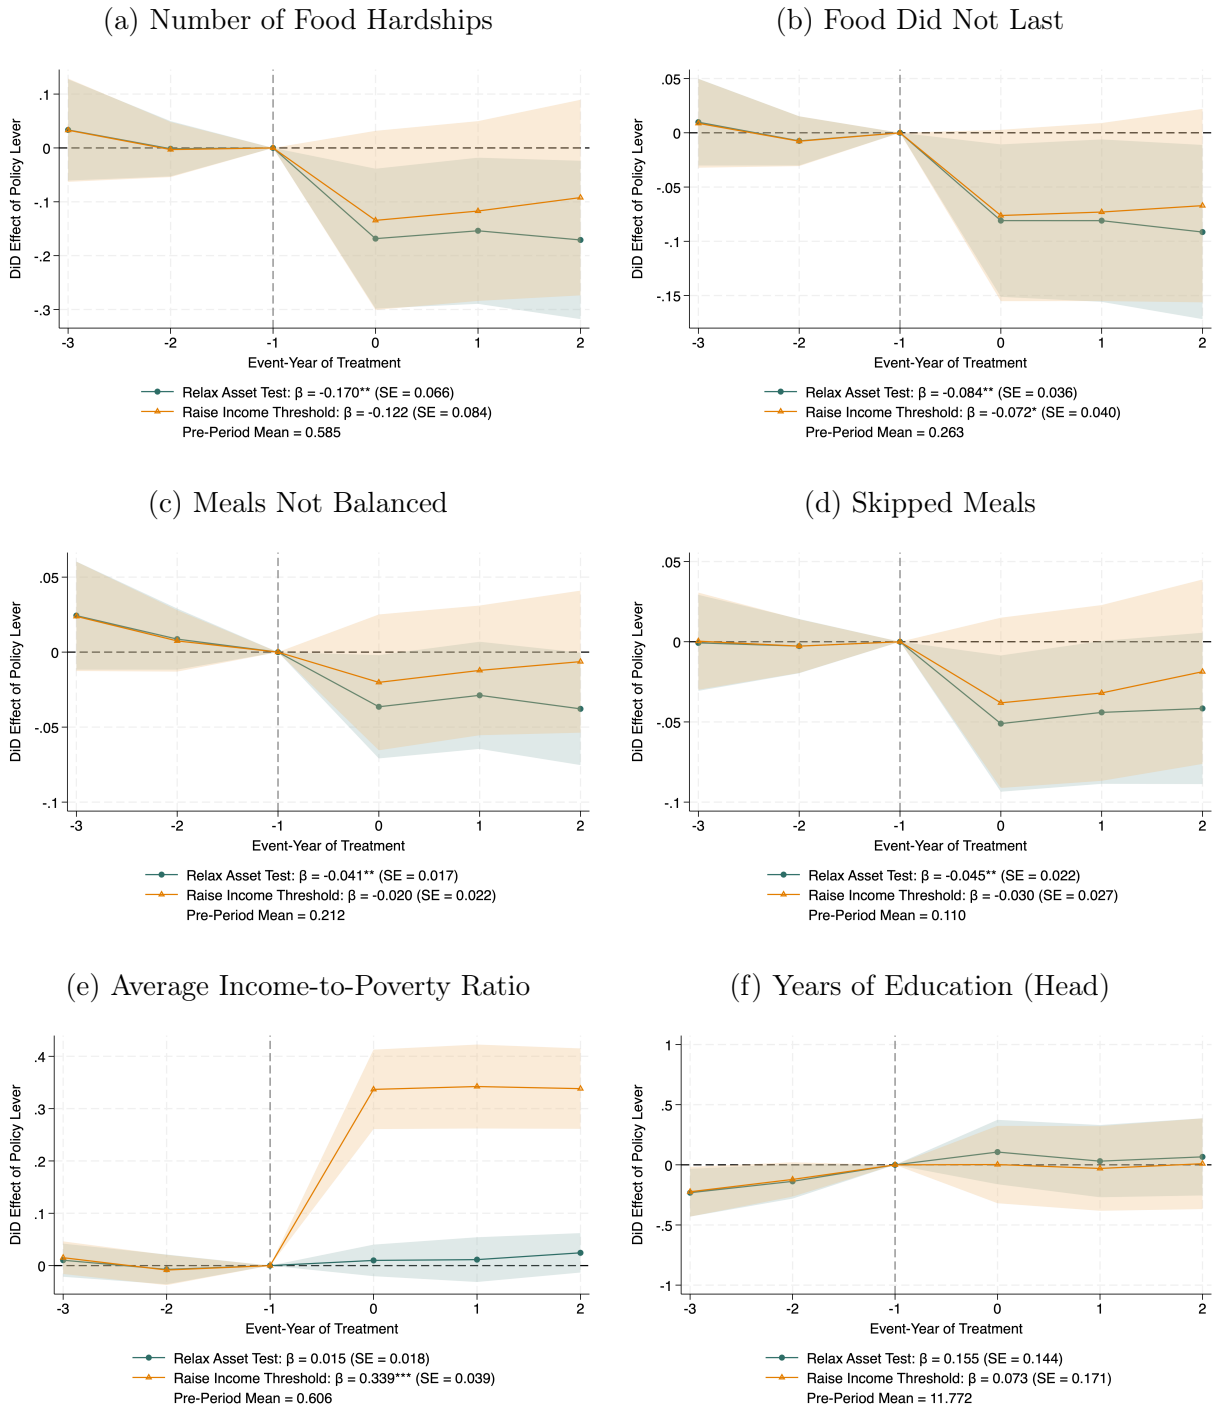 (a) Number of Food Hardships
DiD Effect of Policy Lever
.1
0
-.1
-.2
-.3
-3 -2 -1 0 1 2
Event-Year of Treatment
Relax Asset Test: β = -0.170** (SE = 0.066)
Raise Income Threshold: β = -0.122 (SE = 0.084)
Pre-Period Mean = 0.585
(b) Food Did Not Last
DiD Effect of Policy Lever
.05
0
-.05
-.1
-.15
-3 -2 -1 0 1 2
Event-Year of Treatment
Relax Asset Test: β = -0.084** (SE = 0.036)
Raise Income Threshold: β = -0.072* (SE = 0.040)
Pre-Period Mean = 0.263
(c) Meals Not Balanced
DiD Effect of Policy Lever
.05
0
-.05
-.1
-3 -2 -1 0 1 2
Event-Year of Treatment
Relax Asset Test: β = -0.041** (SE = 0.017)
Raise Income Threshold: β = -0.020 (SE = 0.022)
Pre-Period Mean = 0.212
(d) Skipped Meals
DiD Effect of Policy Lever
.05
0
-.05
-.1
-3 -2 -1 0 1 2
Event-Year of Treatment
Relax Asset Test: β = -0.045** (SE = 0.022)
Raise Income Threshold: β = -0.030 (SE = 0.027)
Pre-Period Mean = 0.110
(e) Average Income-to-Poverty Ratio
DiD Effect of Policy Lever
.4
.3
.2
.1
0
-3 -2 -1 0 1 2
Event-Year of Treatment
Relax Asset Test: β = 0.015 (SE = 0.018)
Raise Income Threshold: β = 0.339*** (SE = 0.039)
Pre-Period Mean = 0.606
(f) Years of Education (Head)
DiD Effect of Policy Lever
1
.5
0
-.5
-1
-3 -2 -1 0 1 2
Event-Year of Treatment
Relax Asset Test: β = 0.155 (SE = 0.144)
Raise Income Threshold: β = 0.073 (SE = 0.171)
Pre-Period Mean = 11.772